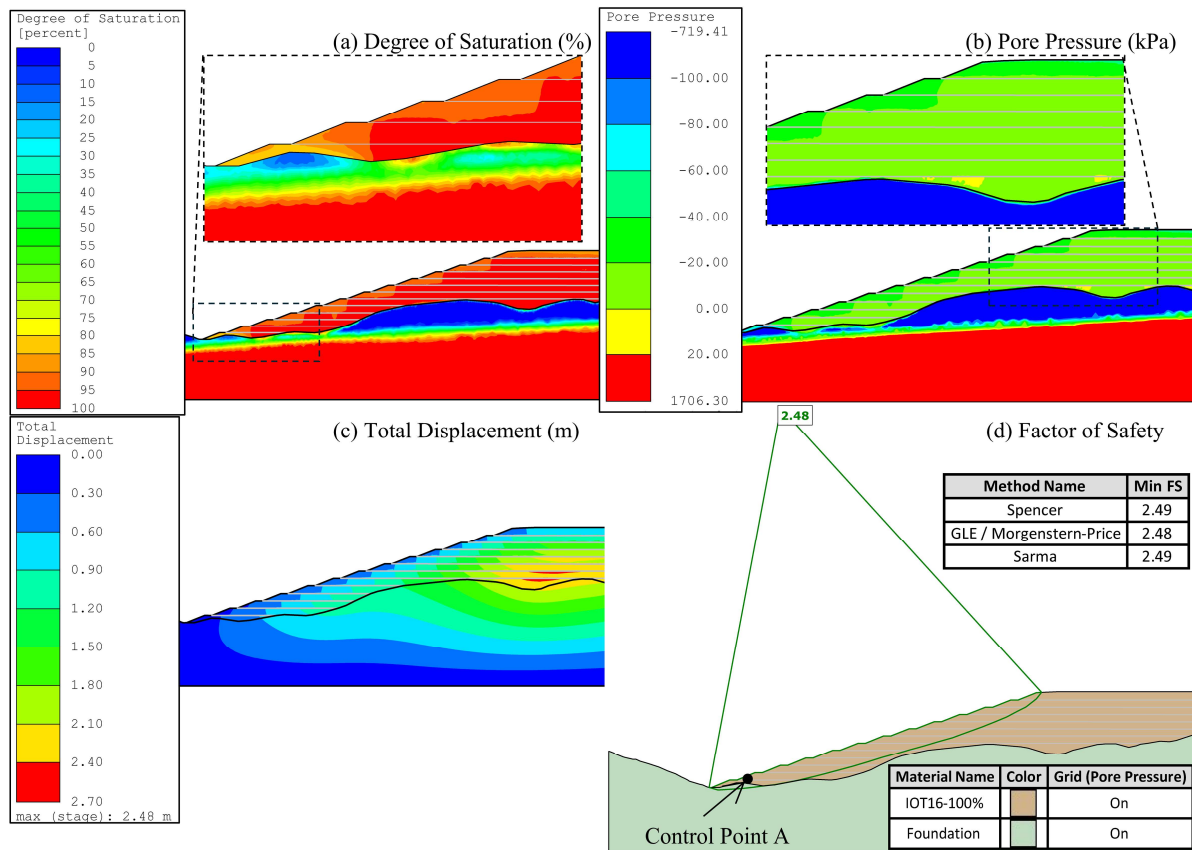 Degree of Saturation
[percent]
0
5
10
15
20
25
30
35
40
45
50
55
60
65
70
75
80
85
90
95
100
(a) Degree of Saturation (%)
Pore Pressure
-719.41
-100.00
-80.00
-60.00
-40.00
-20.00
0.00
20.00
1706.30
(b) Pore Pressure (kPa)
Total
Displacement
0.00
0.30
0.60
0.90
1.20
1.50
1.80
2.10
2.40
2.70
max (stage): 2.48 m
(c) Total Displacement (m)
2.48
(d) Factor of Safety
Method Name Min FS
Spencer 2.49
GLE / Morgenstern-Price 2.48
Sarma 2.49
Control Point A
Material Name Color Grid (Pore Pressure)
IOT16-100% On
Foundation On